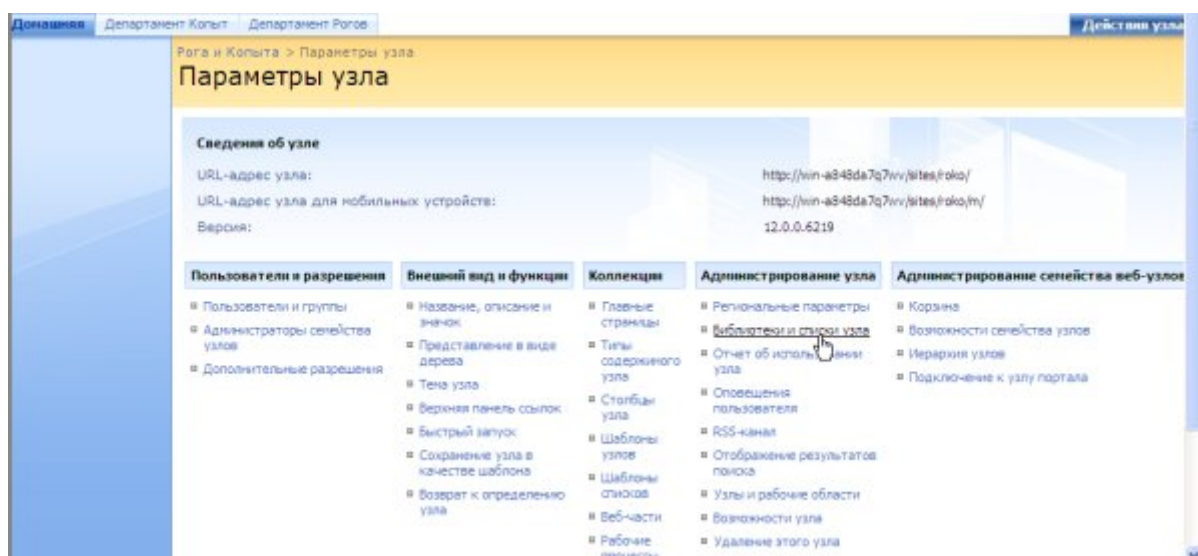 Домашняя Департамент Копыт Департамент Рогов Действия узла
Рога и Копыта > Параметры узла
Параметры узла
Сведения об узле
URL-адрес узла: http://win-a848da7q7wv/sites/roko/
URL-адрес узла для мобильных устройств: http://win-a848da7q7wv/sites/roko/m/
Версия: 12.0.0.6219
Пользователи и разрешения
Пользователи и группы
Администраторы семейства
узлов
Дополнительные разрешения
Внешний вид и функции
Название, описание и
значок
Представление в виде
дерева
Тема узла
Верхняя панель ссылок
Быстрый запуск
Сохранение узла в
качестве шаблона
Возврат к определению
узла
Коллекции
Главные
страницы
Типы
содержимого
узла
Столбцы
узла
Шаблоны
узлов
Шаблоны
списков
Веб-части
Рабочие
процессы
Администрирование узла
Региональные параметры
Библиотеки и списки узла
Отчет об использовании
узла
Оповещения
пользователя
RSS-канал
Отображение результатов
поиска
Узлы и рабочие области
Возможности узла
Удаление этого узла
Администрирование семейства веб-узлов
Корзина
Возможности семейства узлов
Иерархия узлов
Подключение к узлу портала